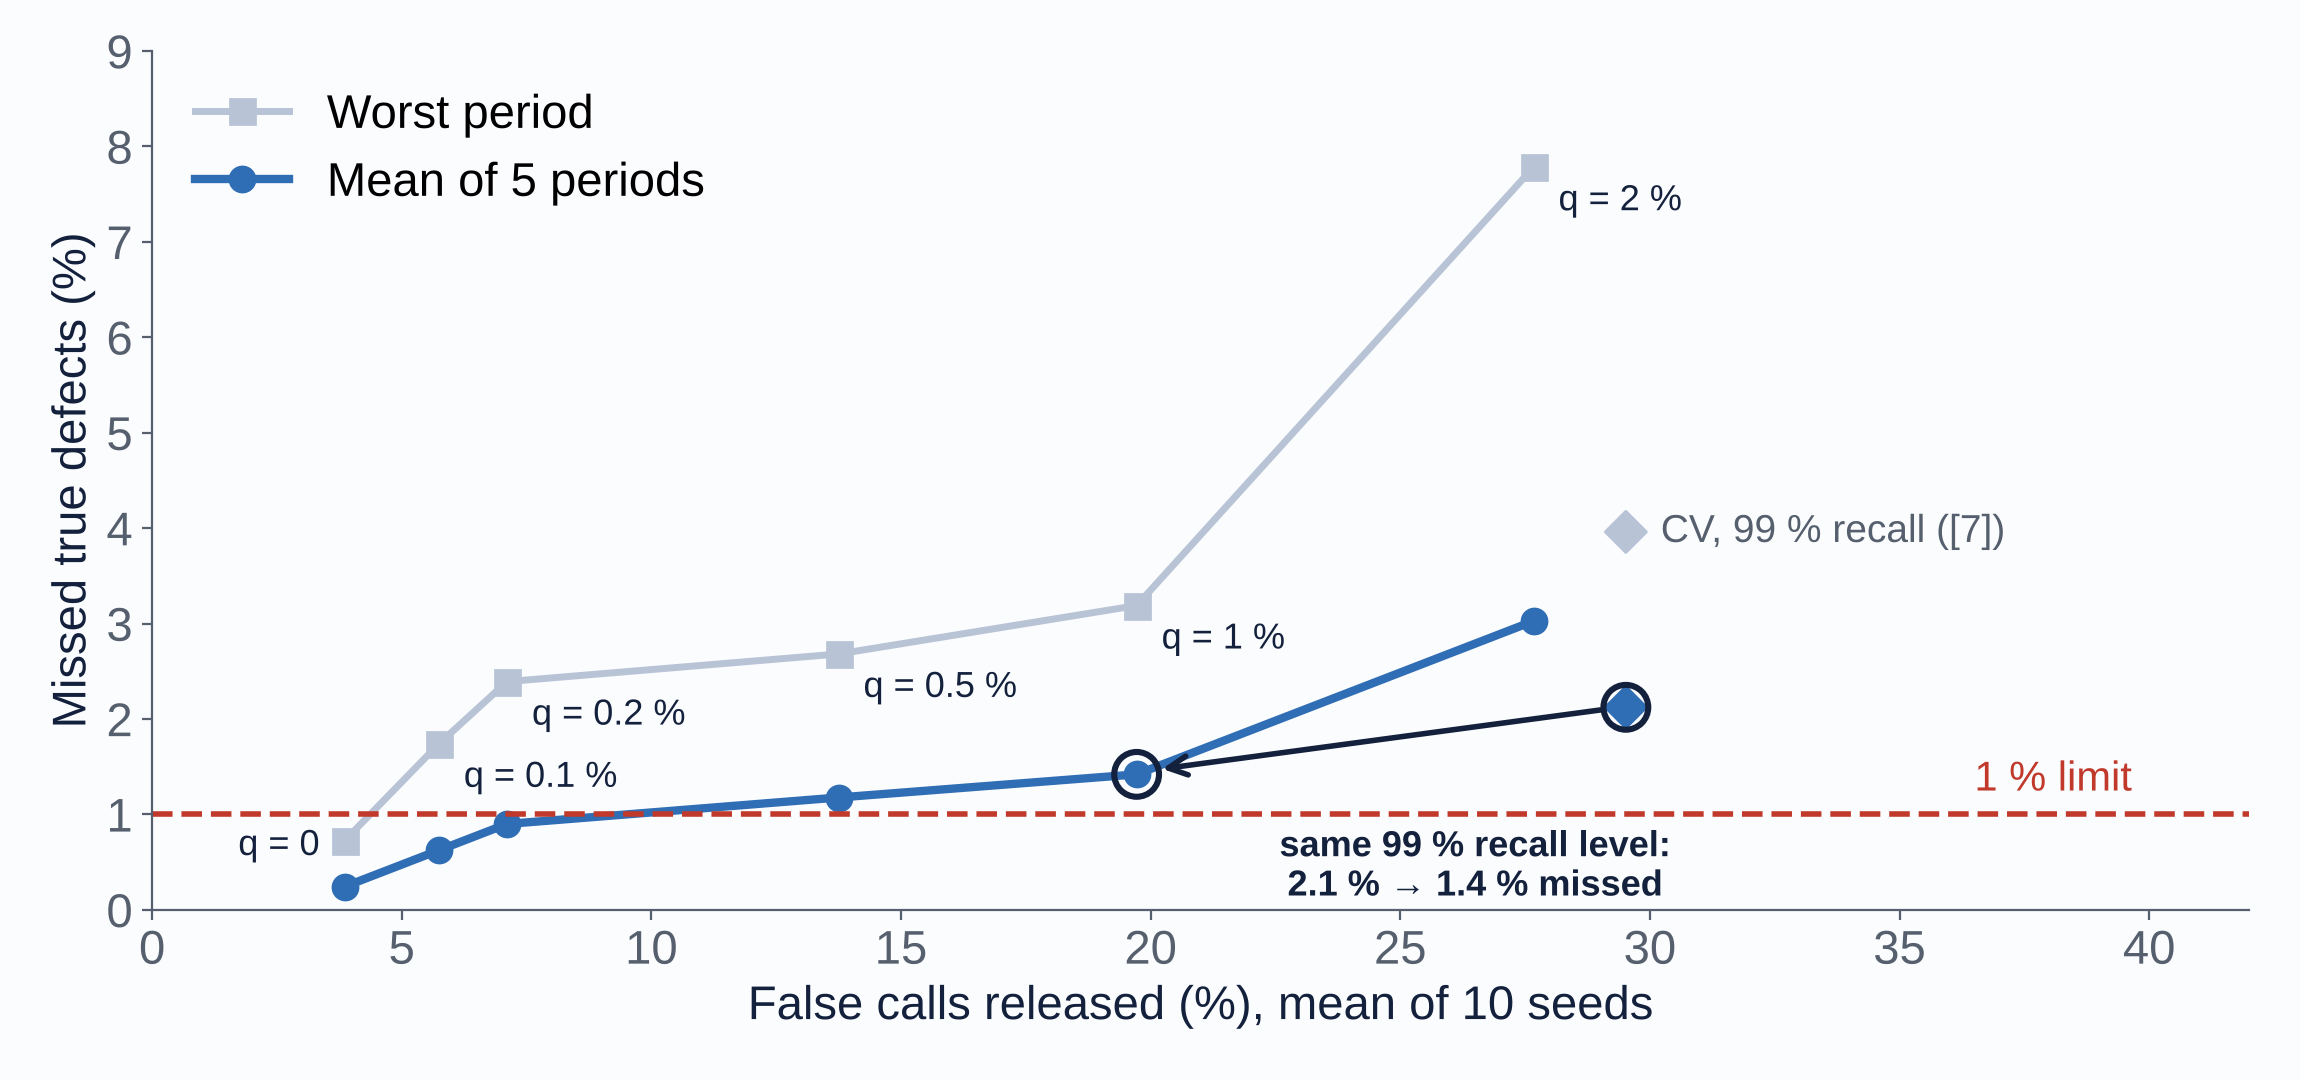 9
8
7
6
5
4
3
2
1
0
Missed true defects (%)
Worst period
Mean of 5 periods
q = 2 %
CV, 99 % recall ([7])
q = 1 %
q = 0.5 %
q = 0.2 %
q = 0.1 %
1 % limit
q = 0
same 99 % recall level:
2.1 % → 1.4 % missed
0 5 10 15 20 25 30 35 40
False calls released (%), mean of 10 seeds